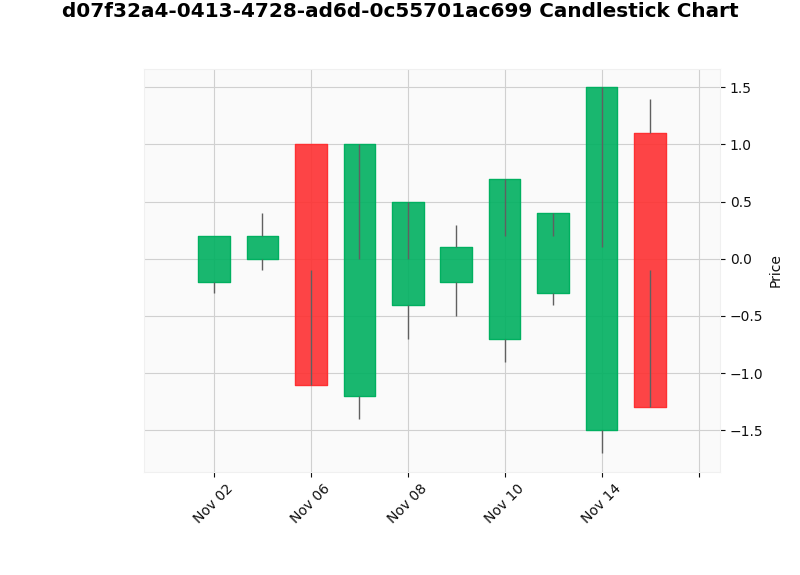 d07f32a4-0413-4728-ad6d-0c55701ac699 Candlestick Chart
1.5
1.0
0.5
0.0
−0.5
−1.0
−1.5
Price
Nov 02
Nov 06
Nov 08
Nov 10
Nov 14